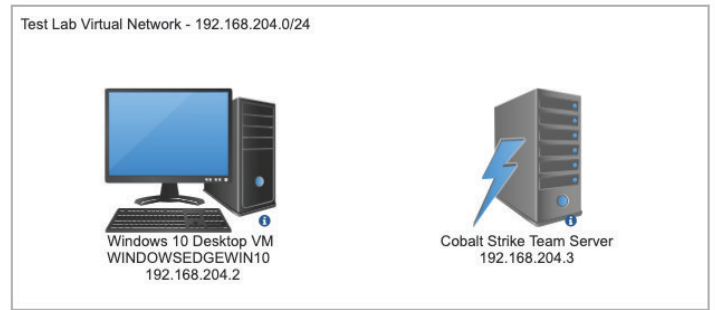 Test Lab Virtual Network - 192.168.204.0/24
Windows 10 Desktop VM
WINDOWSEDGEWIN10
192.168.204.2
Cobalt Strike Team Server
192.168.204.3